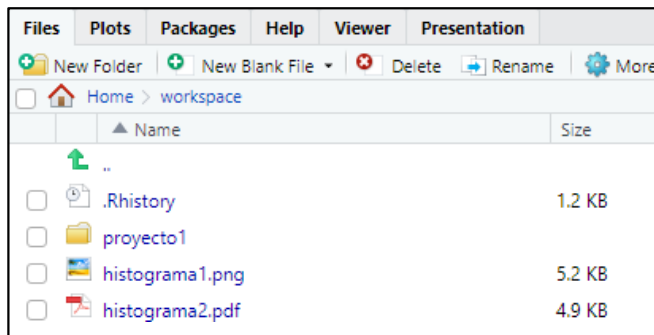 Files Plots Packages Help Viewer Presentation
New Folder New Blank File Delete Rename More
Home > workspace
Name Size
..
.Rhistory 1.2 KB
proyecto1
histograma1.png 5.2 KB
histograma2.pdf 4.9 KB